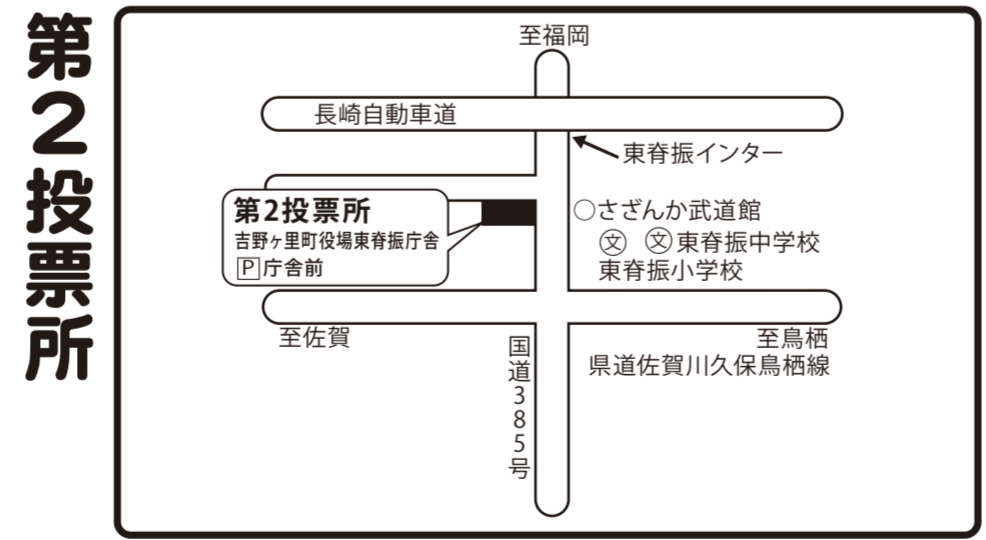 第2投票所
至福岡
長崎自動車道
東脊振インター
第2投票所
吉野ヶ里町役場東脊振庁舎
P庁舎前
○さざんか武道館
文 文東脊振中学校
東脊振小学校
至佐賀
至鳥栖
県道佐賀川久保鳥栖線
国道385号